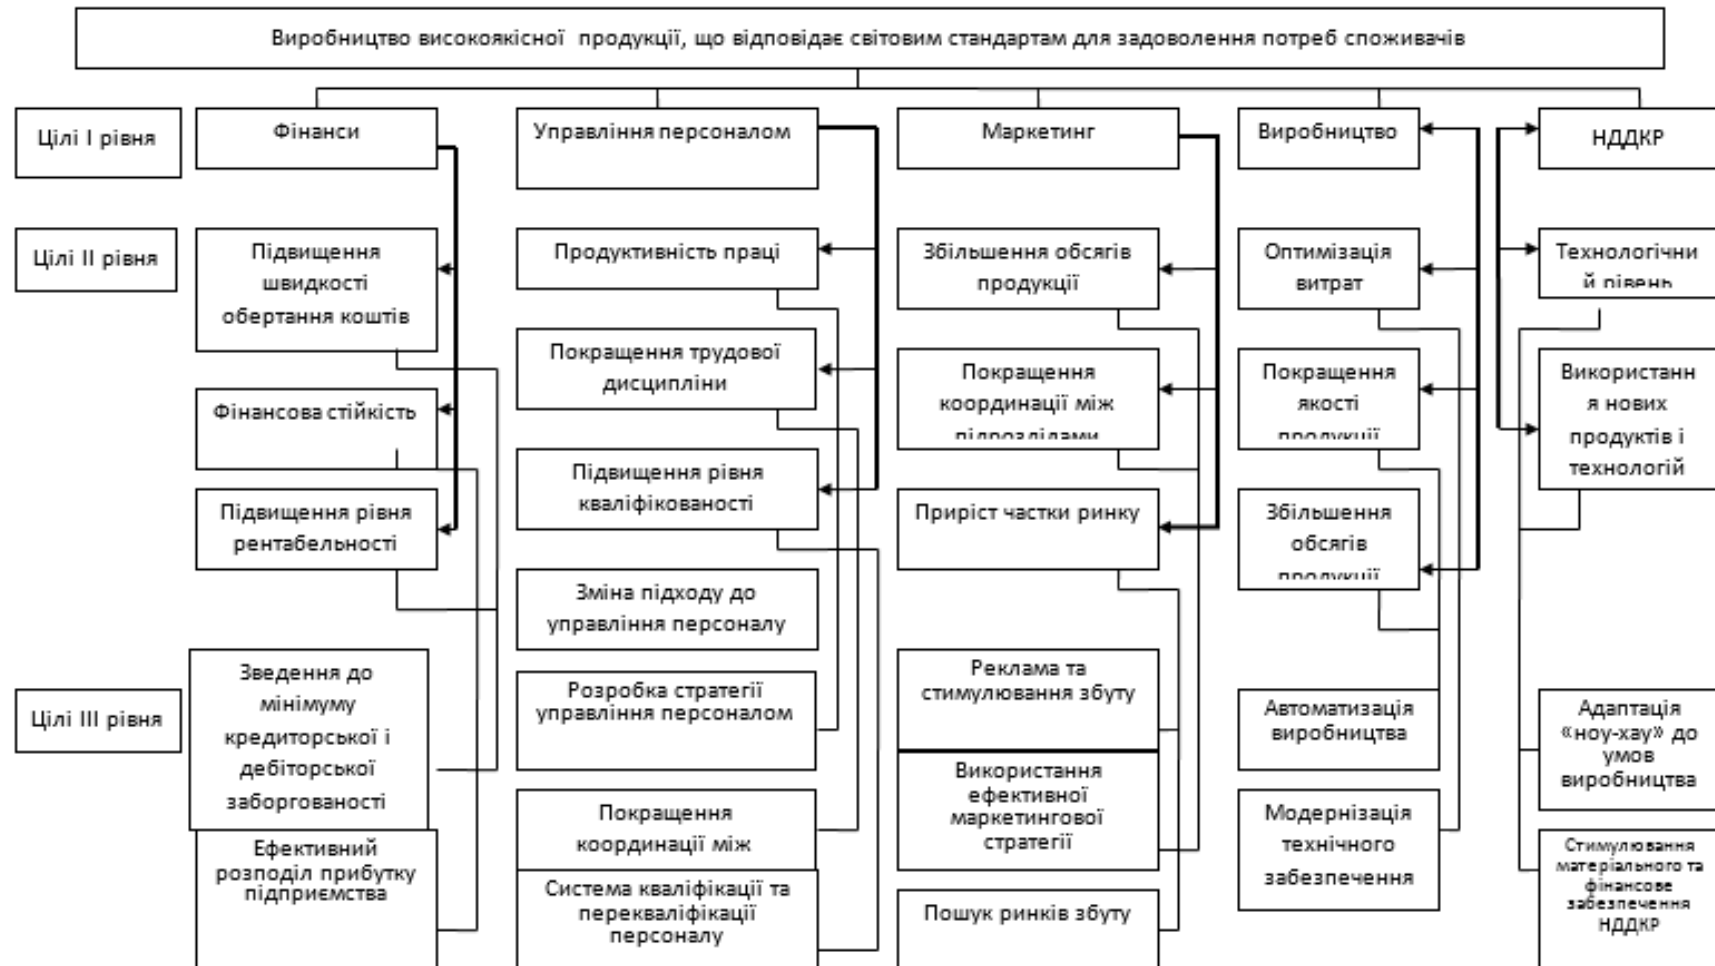 Виробництво високоякісної продукції, що відповідає світовим стандартам для задоволення потреб споживачів
Цілі І рівня
Фінанси
Управління персоналом
Маркетинг
Виробництво
НДДКР
Цілі ІІ рівня
Підвищення
швидкості
обертання коштів
Продуктивність праці
Збільшення обсягів
продукції
Оптимізація
витрат
Технологічни
й рівень
Фінансова стійкість
Покращення трудової
дисципліни
Покращення
координації між
підрозділами
Покращення
якості
продукції
Використанн
я нових
продуктів і
технологій
Підвищення рівня
рентабельності
Підвищення рівня
кваліфікованості
Приріст частки ринку
Збільшення
обсягів
продукції
Зміна підходу до
управління персоналу
Цілі ІІІ рівня
Зведення до
мінімуму
кредиторської і
дебіторської
заборгованості
Розробка стратегії
управління персоналом
Реклама та
стимулювання збуту
Автоматизація
виробництва
Адаптація
«ноу-хау» до
умов
виробництва
Ефективний
розподіл прибутку
підприємства
Покращення
координації між
Використання
ефективної
маркетингової
стратегії
Модернізація
технічного
забезпечення
Стимулювання
матеріального та
фінансове
забезпечення
НДДКР
Система кваліфікації та
перекваліфікації
персоналу
Пошук ринків збуту